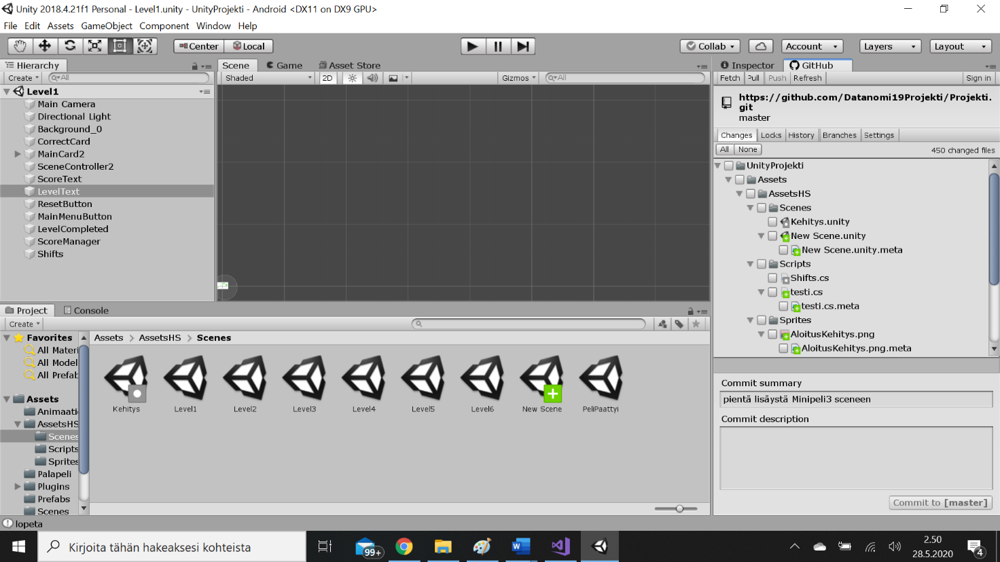 Unity 2018.4.21f1 Personal - Level1.unity - UnityProjekti - Android <DX11 on DX9 GPU>
File Edit Assets GameObject Component Window Help
Center Local Collab Account Layers Layout
Hierarchy
Create All
Level1
Main Camera
Directional Light
Background_0
CorrectCard
MainCard2
SceneController2
ScoreText
LevelText
ResetButton
MainMenuButton
LevelCompleted
ScoreManager
Shifts
Scene Game Asset Store
Shaded 2D Gizmos All
Inspector GitHub
Fetch Pull Push Refresh Sign in
https://github.com/Datanomi19Projekti/Projekti.
git
master
Changes Locks History Branches Settings
All None 450 changed files
UnityProjekti
Assets
AssetsHS
Scenes
Kehitys.unity
New Scene.unity
New Scene.unity.meta
Scripts
Shifts.cs
testi.cs
testi.cs.meta
Sprites
AloitusKehitys.png
AloitusKehitys.png.meta
Commit summary
pientä lisäystä Minipeli3 sceneen
Commit description
Commit to [master]
Project Console
Create
Favorites
All Materi
All Model
All Prefab
Assets
Animaati
AssetsHS
Scenes
Scripts
Sprites
Palapeli
Plugins
Prefabs
Scenes
Assets > AssetsHS > Scenes
Kehitys Level1 Level2 Level3 Level4 Level5 Level6 New Scene PeliPaattyi
lopeta
Kirjoita tähän hakeaksesi kohteista
99+
2.50
28.5.2020
4